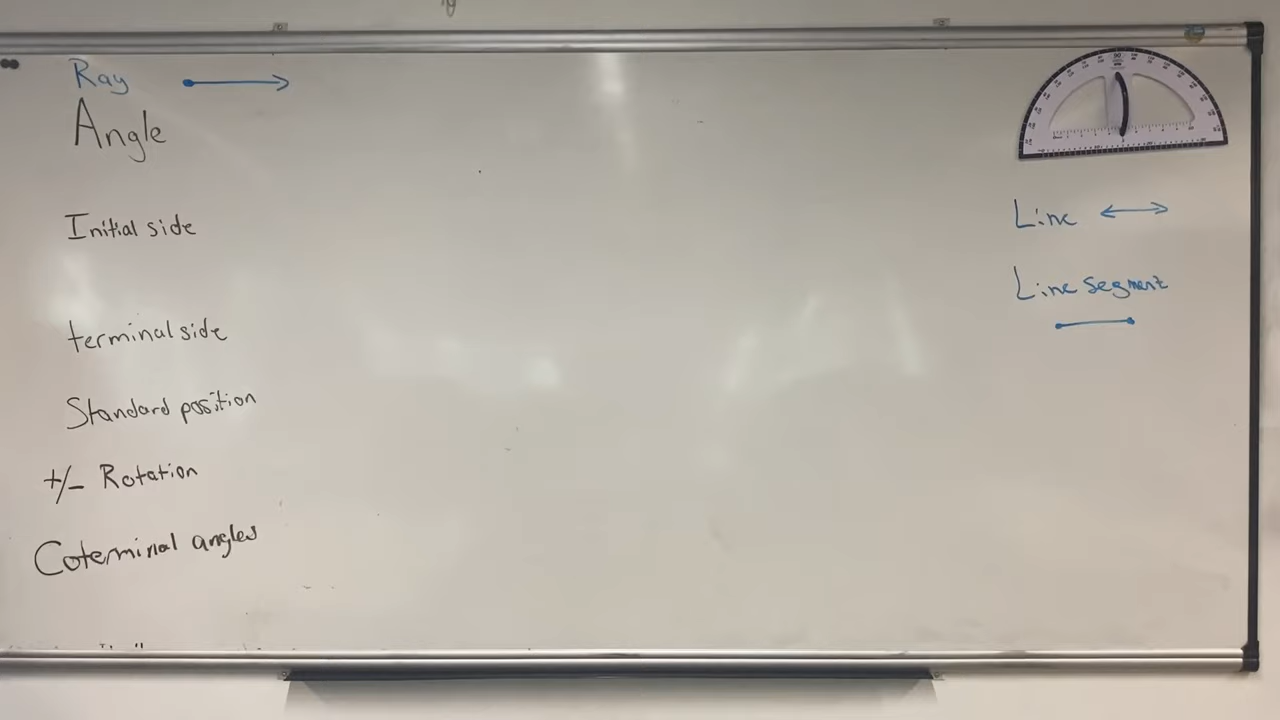 Ray
Angle
Initial side
terminal side
Standard position
+/- Rotation
Coterminal angles
Line
Line segment